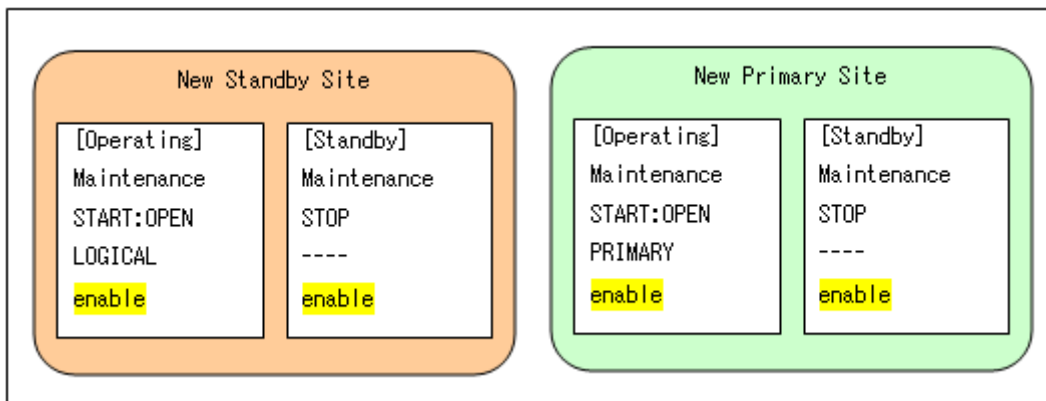 New Standby Site
[Operating]
Maintenance
START:OPEN
LOGICAL
enable
[Standby]
Maintenance
STOP
----
enable
New Primary Site
[Operating]
Maintenance
START:OPEN
PRIMARY
enable
[Standby]
Maintenance
STOP
----
enable